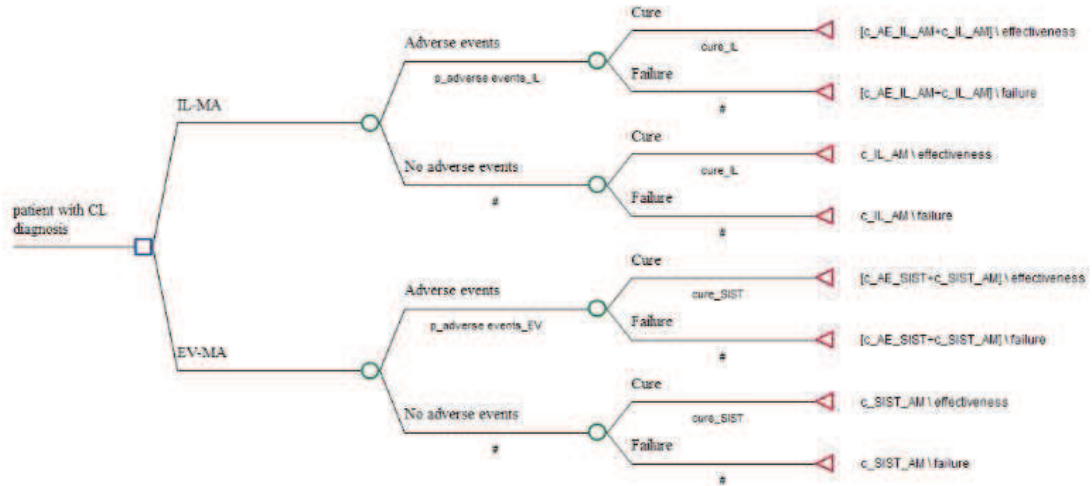 Cure
cure_IL
[c_AE_IL_AM+c_IL_AM] \ effectiveness
Adverse events
p_adverse events_IL
Failure
#
[c_AE_IL_AM+c_IL_AM] \ failure
IL-MA
Cure
cure_IL
c_IL_AM \ effectiveness
No adverse events
#
Failure
#
c_IL_AM \ failure
patient with CL
diagnosis
Cure
cure_SIST
[c_AE_SIST+c_SIST_AM] \ effectiveness
Adverse events
p_adverse events_EV
Failure
#
[c_AE_SIST+c_SIST_AM] \ failure
EV-MA
Cure
cure_SIST
c_SIST_AM \ effectiveness
No adverse events
#
Failure
#
c_SIST_AM \ failure